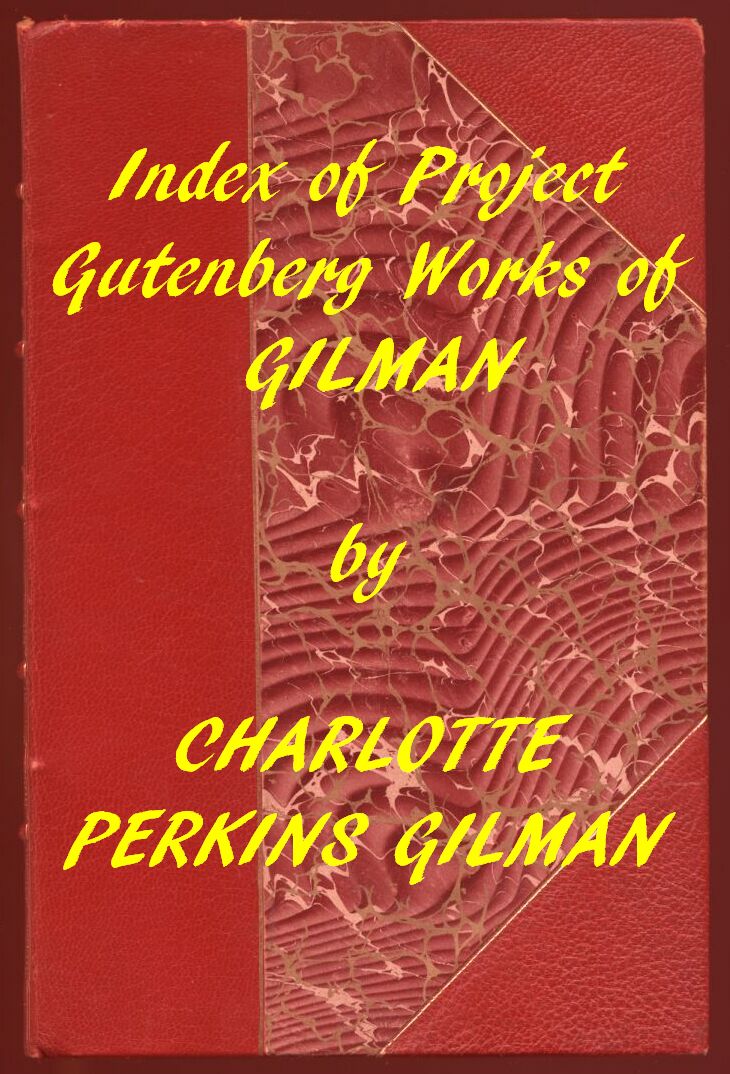 Index of Project
Gutenberg Works of
GILMAN
by
CHARLOTTE
PERKINS GILMAN